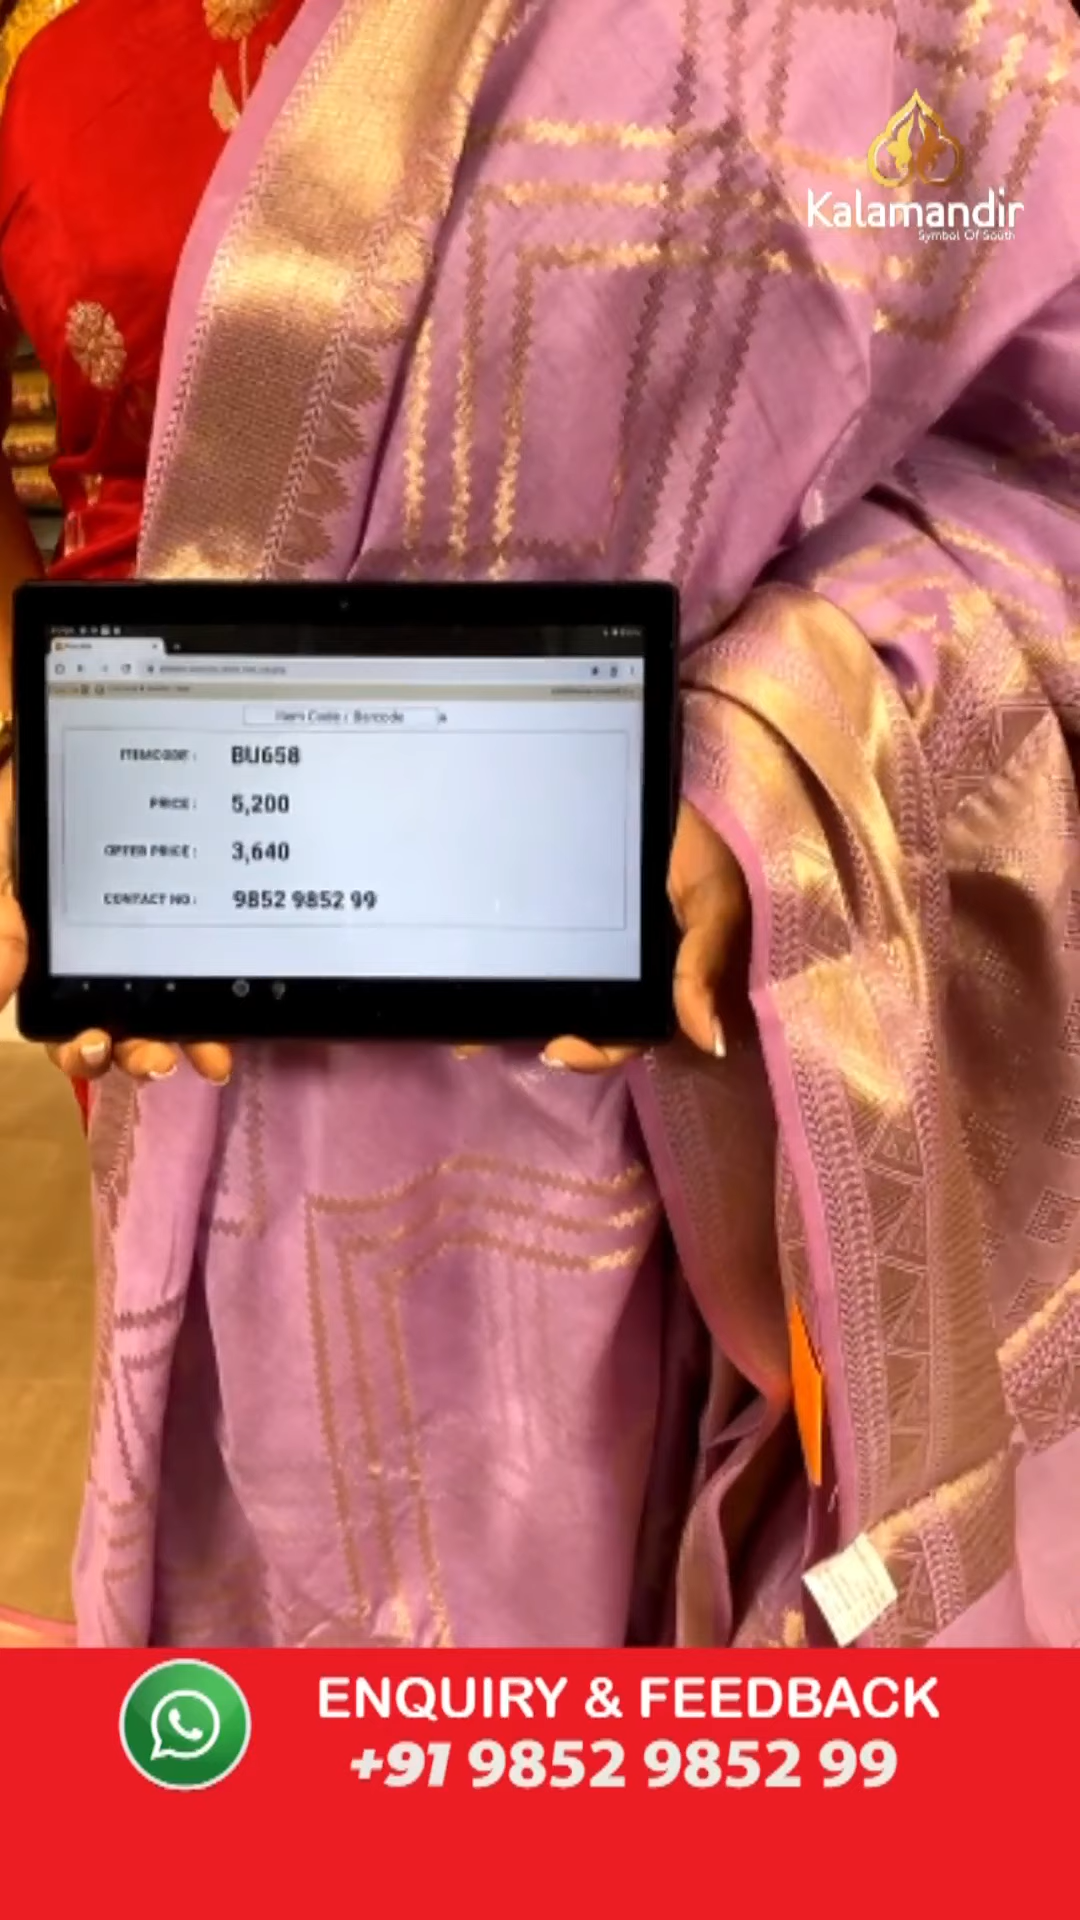 Kalamandir
Symbol Of South
Item Code / Barcode
ITEMCODE : BU658
PRICE : 5,200
OFFER PRICE : 3,640
CONTACT NO : 9852 9852 99
ENQUIRY & FEEDBACK
+91 9852 9852 99